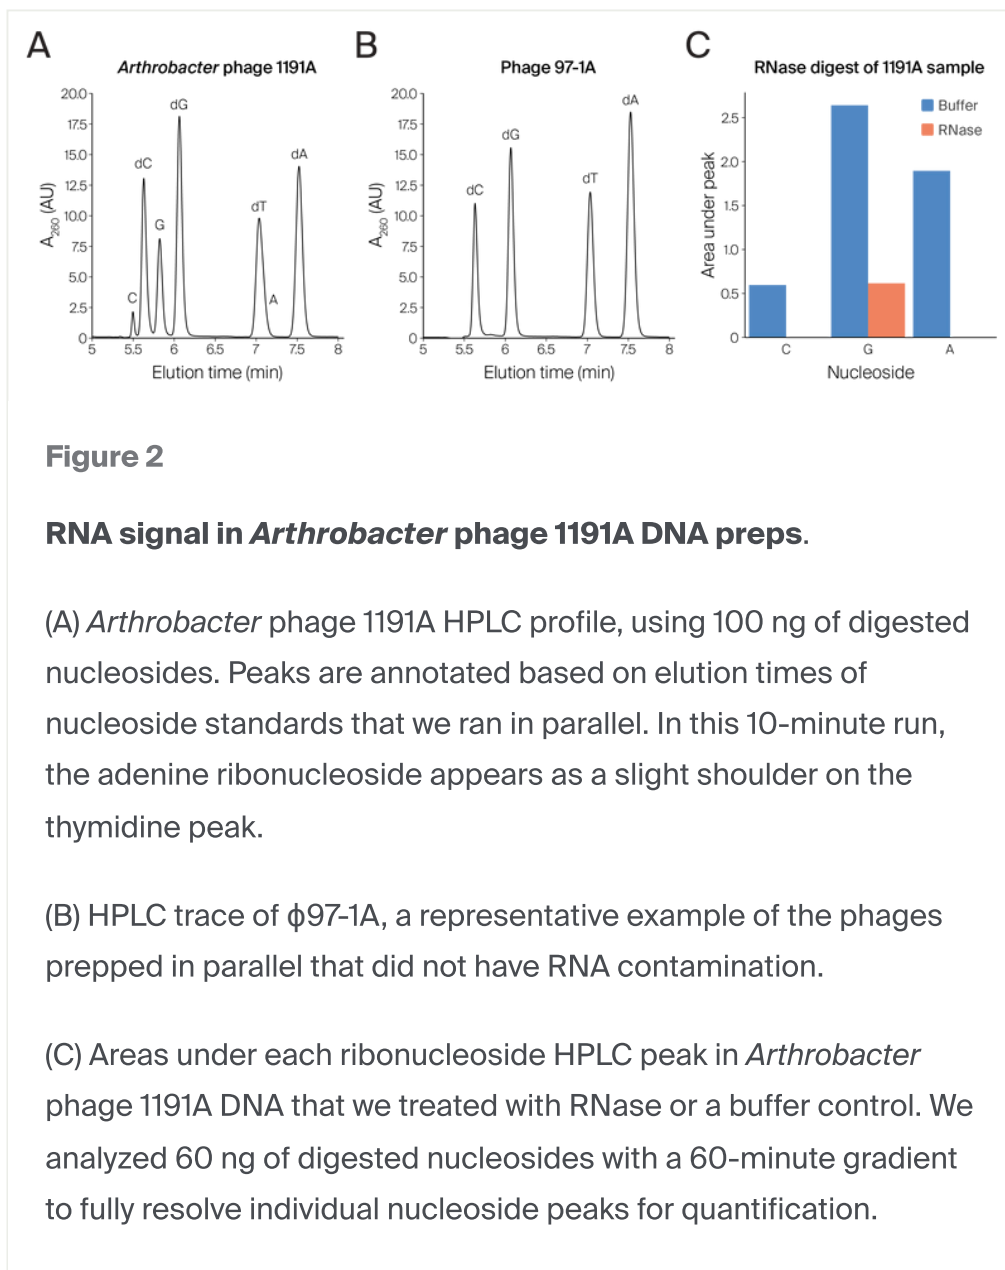 A
Arthrobacter phage 1191A
20.0
17.5
15.0
12.5
10.0
7.5
5.0
2.5
0
A260 (AU)
C
dC
G
dG
dT
A
dA
5 5.5 6 6.5 7 7.5 8
Elution time (min)
B
Phage 97-1A
20.0
17.5
15.0
12.5
10.0
7.5
5.0
2.5
0
A260 (AU)
dC
dG
dT
dA
5 5.5 6 6.5 7 7.5 8
Elution time (min)
C
RNase digest of 1191A sample
Buffer
RNase
2.5
2.0
1.5
1.0
0.5
0
Area under peak
C G A
Nucleoside
Figure 2
RNA signal in Arthrobacter phage 1191A DNA preps.
(A) Arthrobacter phage 1191A HPLC profile, using 100 ng of digested
nucleosides. Peaks are annotated based on elution times of
nucleoside standards that we ran in parallel. In this 10-minute run,
the adenine ribonucleoside appears as a slight shoulder on the
thymidine peak.
(B) HPLC trace of ϕ97-1A, a representative example of the phages
prepped in parallel that did not have RNA contamination.
(C) Areas under each ribonucleoside HPLC peak in Arthrobacter
phage 1191A DNA that we treated with RNase or a buffer control. We
analyzed 60 ng of digested nucleosides with a 60-minute gradient
to fully resolve individual nucleoside peaks for quantification.